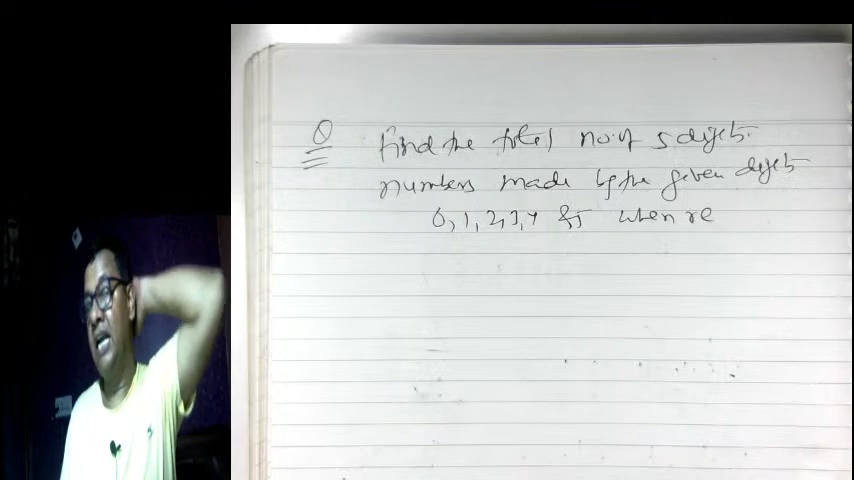 Q Find the total no. of 5 digits
numbers made by the given digits
0, 1, 2, 3, 4 & 5 when re